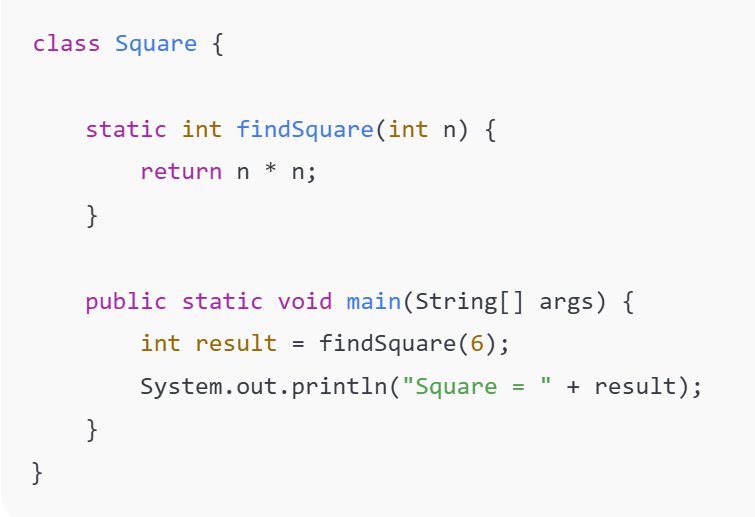 class Square {
static int findSquare(int n) {
return n * n;
}
public static void main(String[] args) {
int result = findSquare(6);
System.out.println("Square = " + result);
}
}